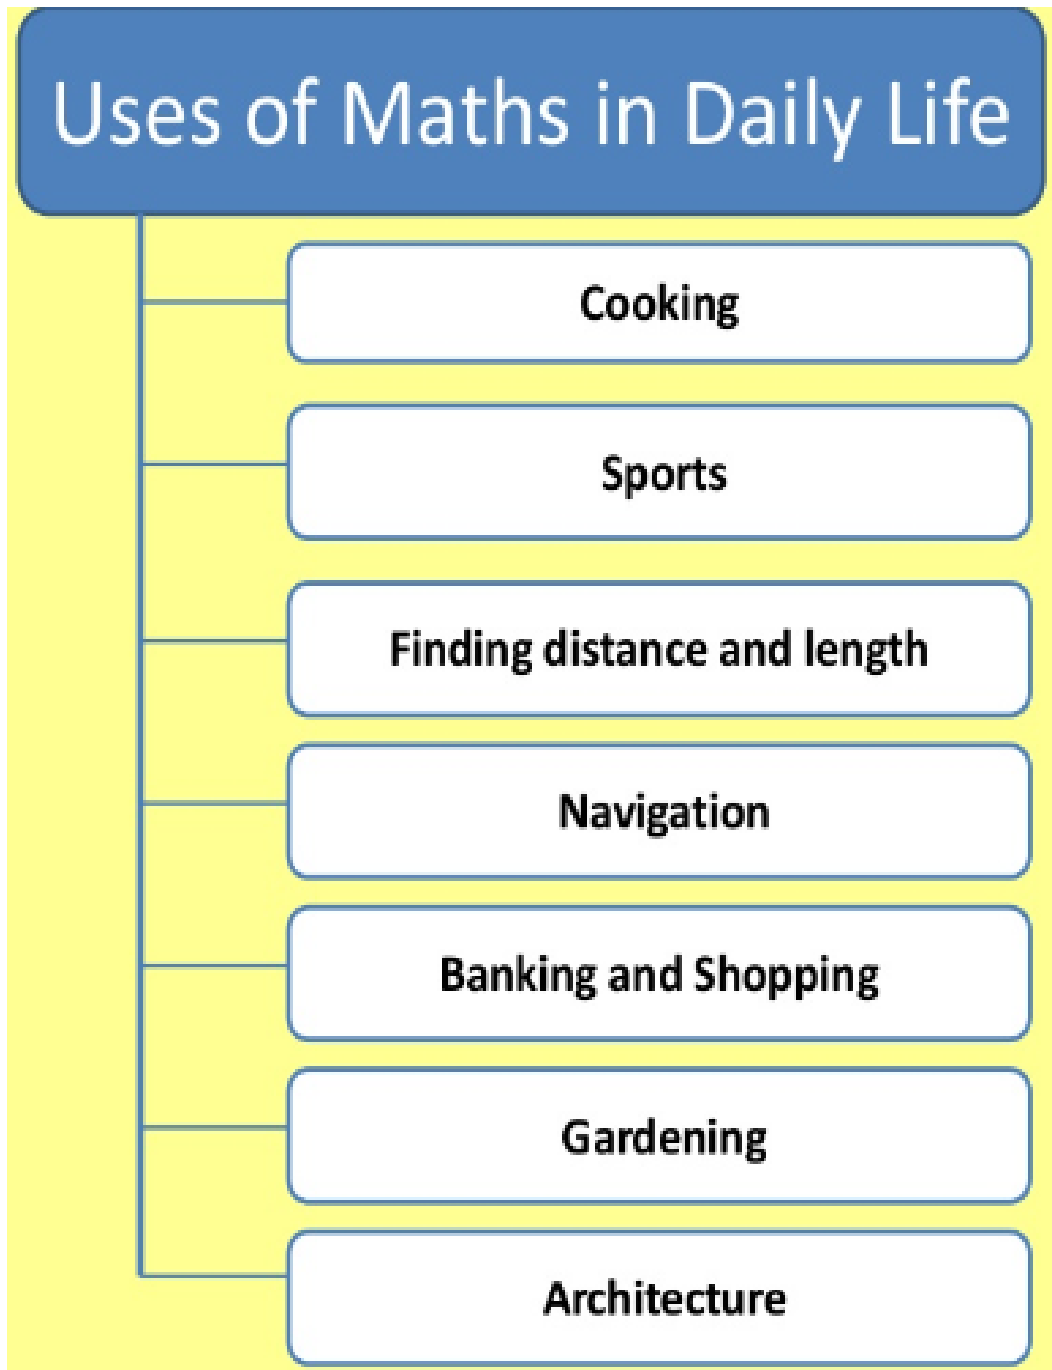 Uses of Maths in Daily Life
Cooking
Sports
Finding distance and length
Navigation
Banking and Shopping
Gardening
Architecture